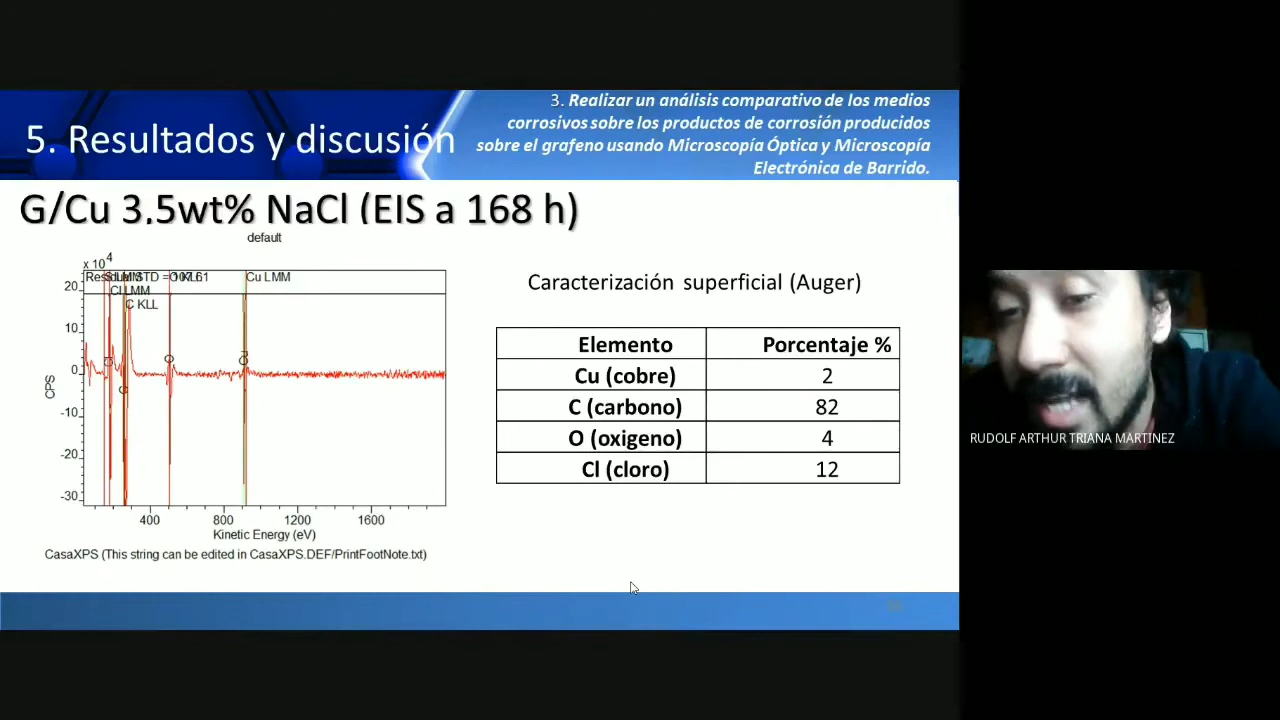 5. Resultados y discusión
3. Realizar un análisis comparativo de los medios
corrosivos sobre los productos de corrosión producidos
sobre el grafeno usando Microscopía Óptica y Microscopía
Electrónica de Barrido.
G/Cu 3,5wt% NaCl (EIS a 168 h)
default
x 10 4
Cu LMM
Cl LMM
C KLL
20
10
0
-10
-20
-30
CPS
400
800
1200
1600
Kinetic Energy (eV)
CasaXPS (This string can be edited in CasaXPS.DEF/PrintFootNote.txt)
Caracterización superficial (Auger)
Elemento Porcentaje %
Cu (cobre) 2
C (carbono) 82
O (oxigeno) 4
Cl (cloro) 12
RUDOLF ARTHUR TRIANA MARTINEZ